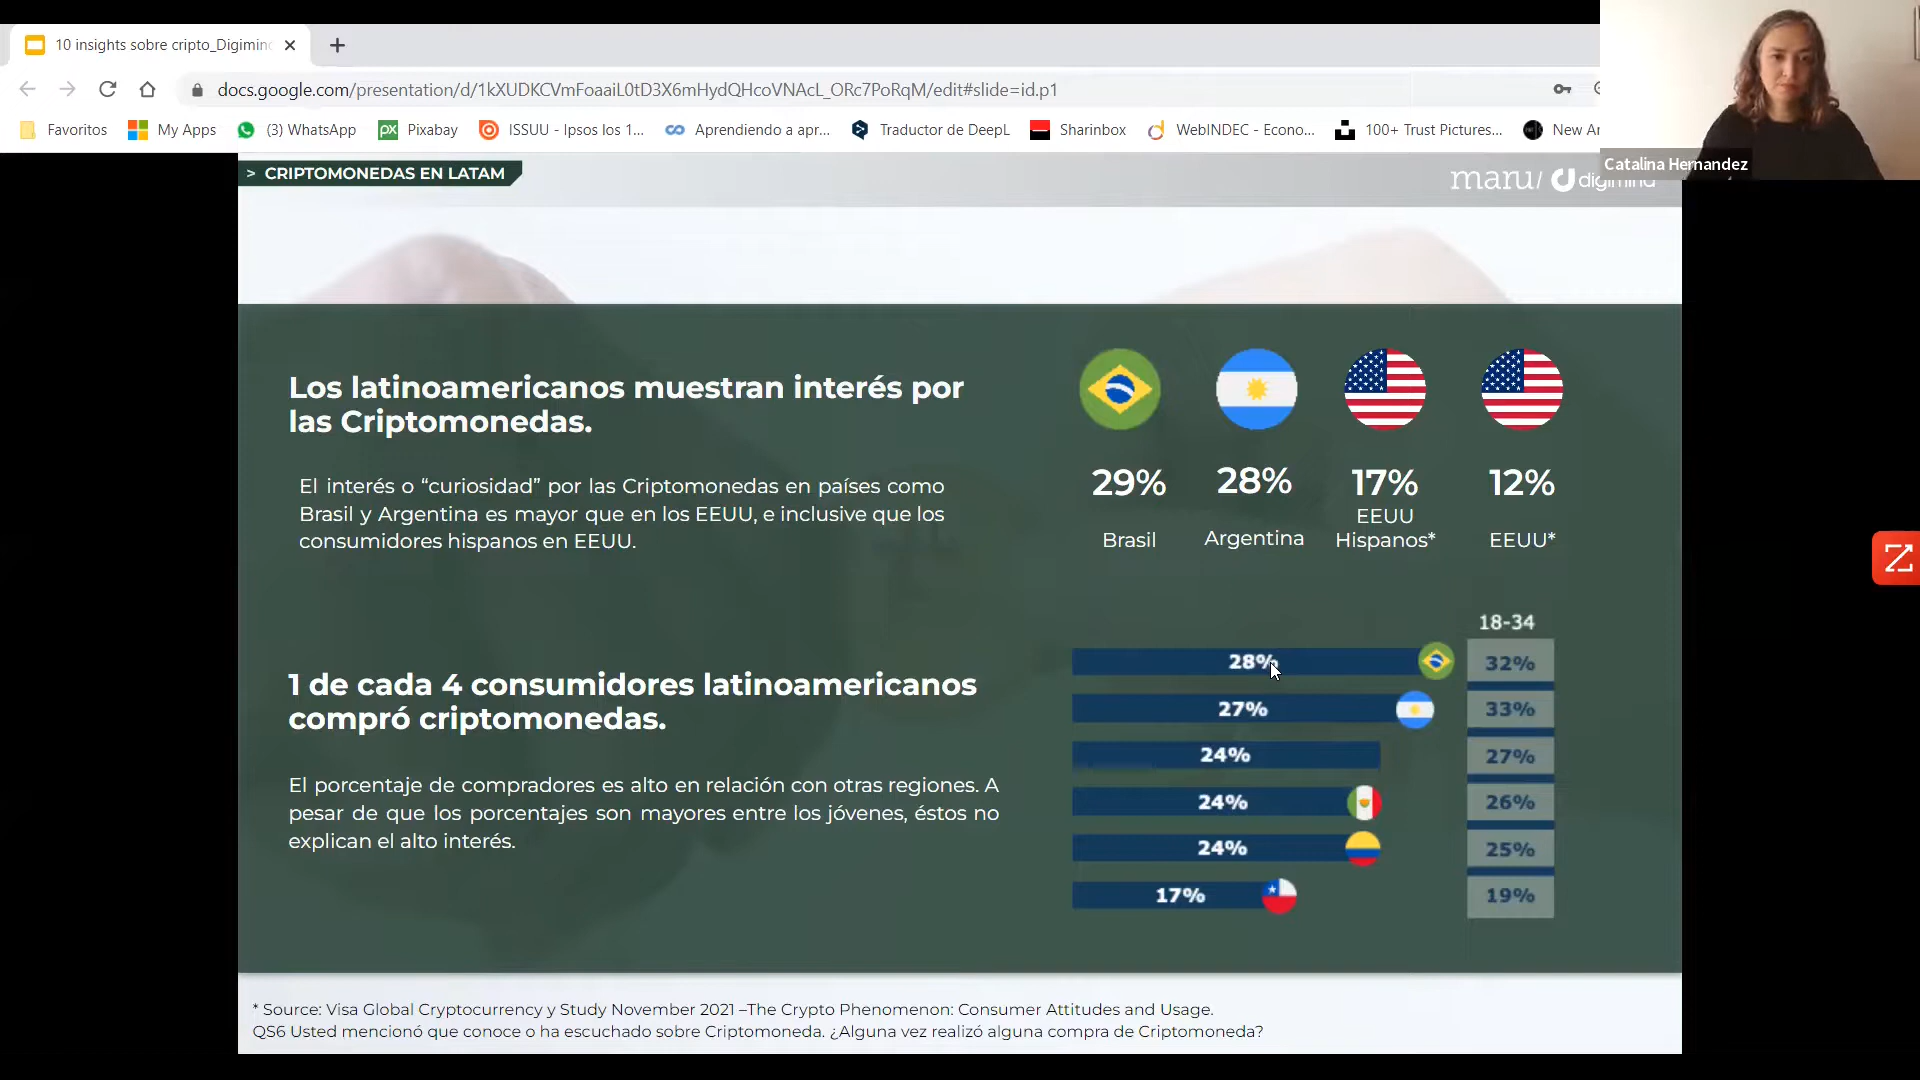 10 insights sobre cripto_Digimin
docs.google.com/presentation/d/1kXUDKCVmFoaaiL0tD3X6mHydQHcoVNAcL_ORc7PoRqM/edit#slide=id.p1
Favoritos My Apps (3) WhatsApp Pixabay ISSUU - Ipsos los 1... Aprendiendo a apr... Traductor de DeepL Sharinbox WebINDEC - Econo... 100+ Trust Pictures... New Ar
Catalina Hernandez
> CRIPTOMONEDAS EN LATAM
maru/ digimind
Los latinoamericanos muestran interés por
las Criptomonedas.
El interés o “curiosidad” por las Criptomonedas en países como
Brasil y Argentina es mayor que en los EEUU, e inclusive que los
consumidores hispanos en EEUU.
29% 28% 17% 12%
Brasil Argentina EEUU Hispanos* EEUU*
1 de cada 4 consumidores latinoamericanos
compró criptomonedas.
El porcentaje de compradores es alto en relación con otras regiones. A
pesar de que los porcentajes son mayores entre los jóvenes, éstos no
explican el alto interés.
18-34
28% 32%
27% 33%
24% 27%
24% 26%
24% 25%
17% 19%
* Source: Visa Global Cryptocurrency y Study November 2021 –The Crypto Phenomenon: Consumer Attitudes and Usage.
QS6 Usted mencionó que conoce o ha escuchado sobre Criptomoneda. ¿Alguna vez realizó alguna compra de Criptomoneda?